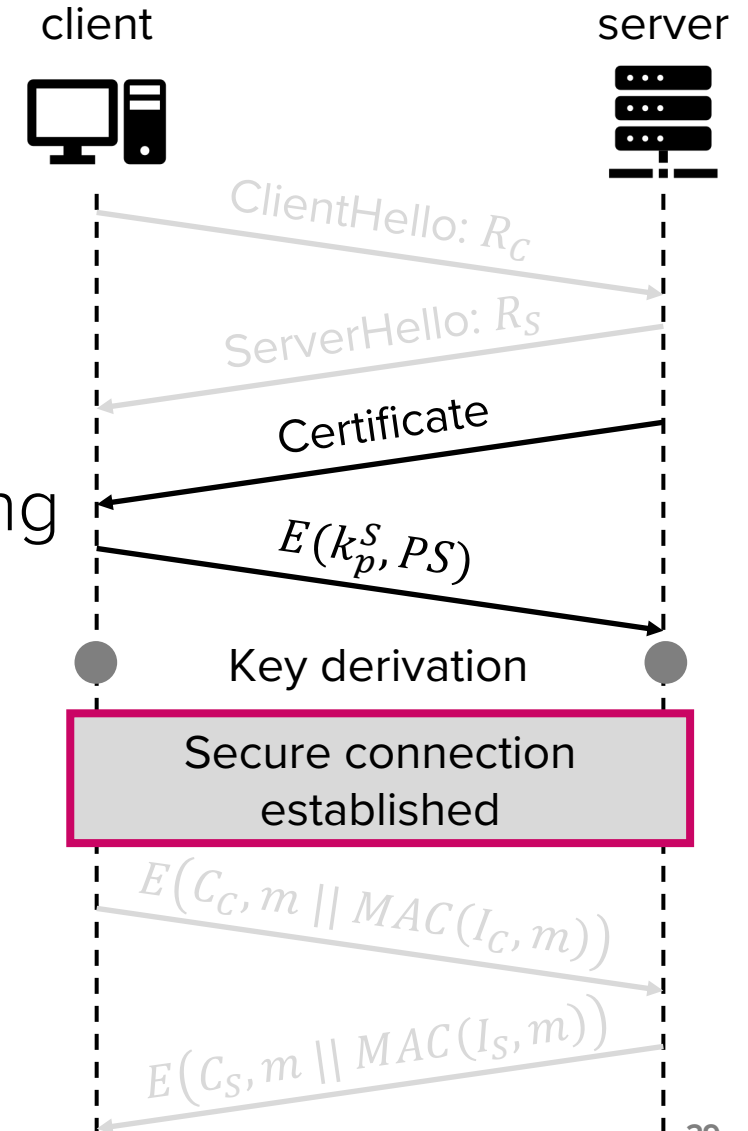 client server
ClientHello: R_C
ServerHello: R_S
Certificate
ng
E(k_p^S, PS)
Key derivation
Secure connection
established
E(C_C, m || MAC(I_C, m))
E(C_S, m || MAC(I_S, m))